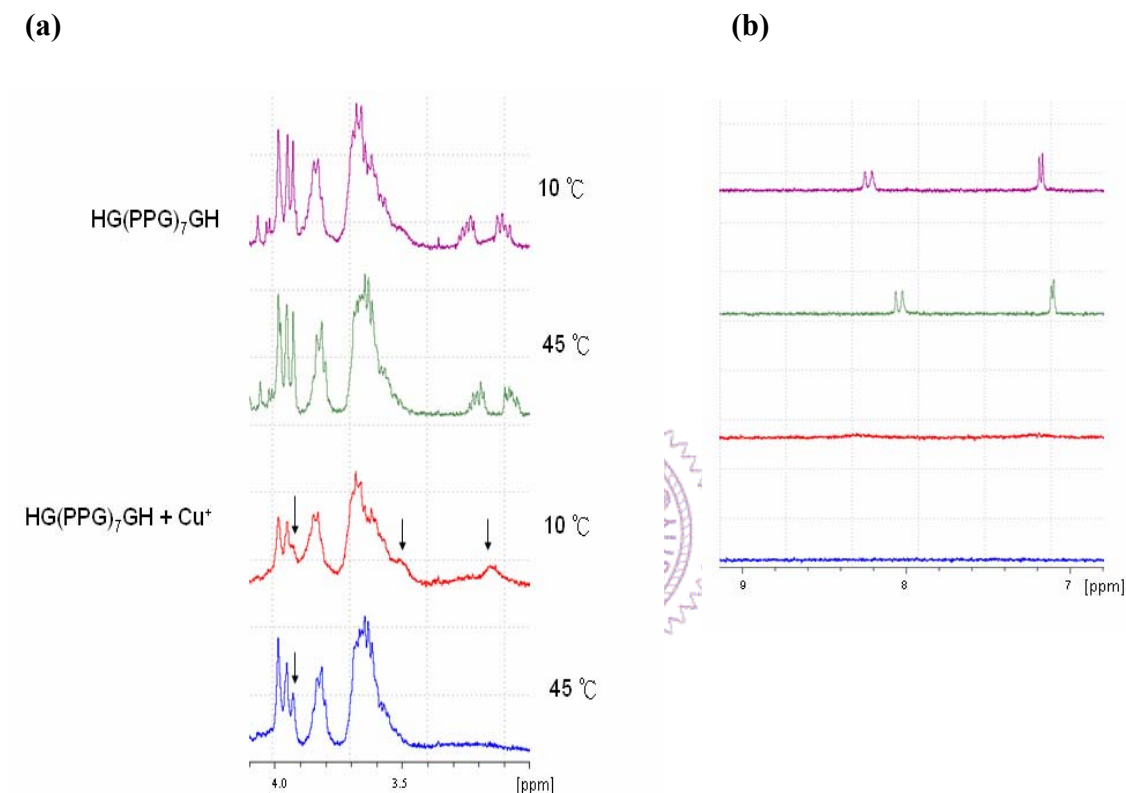 (a)
(b)
HG(PPG)₇GH
10 ℃
45 ℃
HG(PPG)₇GH + Cu⁺
10 ℃
45 ℃
4.0 3.5 [ppm]
9 8 7 [ppm]